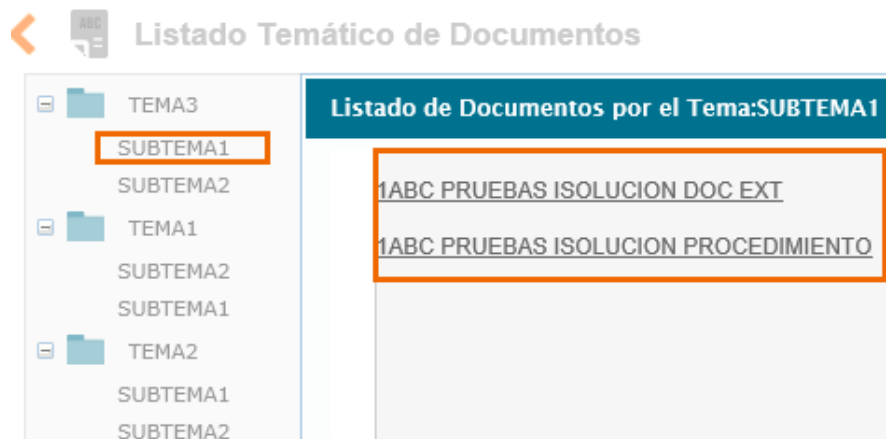 ABC
Listado Temático de Documentos
TEMA3
SUBTEMA1
SUBTEMA2
TEMA1
SUBTEMA2
SUBTEMA1
TEMA2
SUBTEMA1
SUBTEMA2
Listado de Documentos por el Tema:SUBTEMA1
1ABC PRUEBAS ISOLUCION DOC EXT
1ABC PRUEBAS ISOLUCION PROCEDIMIENTO